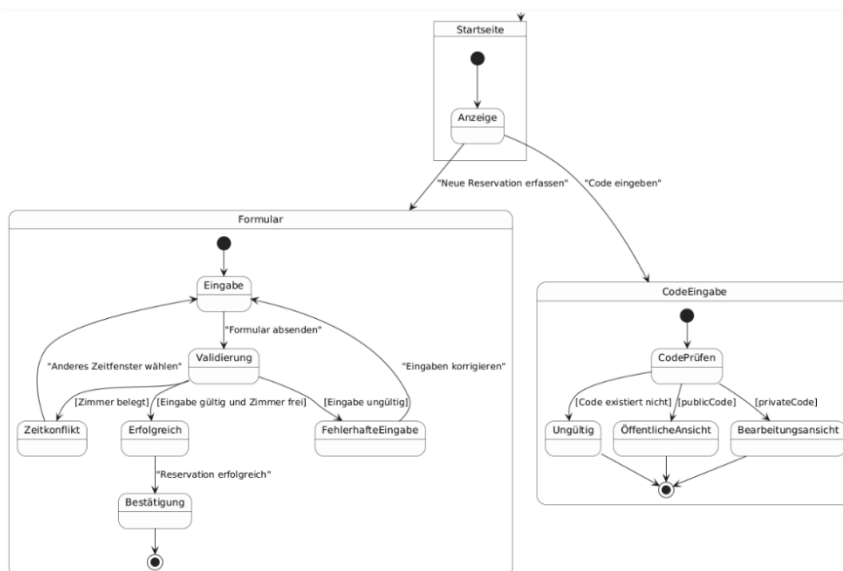 Startseite
Anzeige
"Neue Reservation erfassen"
"Code eingeben"
Formular
Eingabe
"Formular absenden"
Validierung
"Anderes Zeitfenster wählen"
"Eingaben korrigieren"
[Zimmer belegt]
[Eingabe gültig und Zimmer frei]
[Eingabe ungültig]
Zeitkonflikt
Erfolgreich
FehlerhafteEingabe
"Reservation erfolgreich"
Bestätigung
CodeEingabe
CodePrüfen
[Code existiert nicht]
[publicCode]
[privateCode]
Ungültig
ÖffentlicheAnsicht
Bearbeitungsansicht